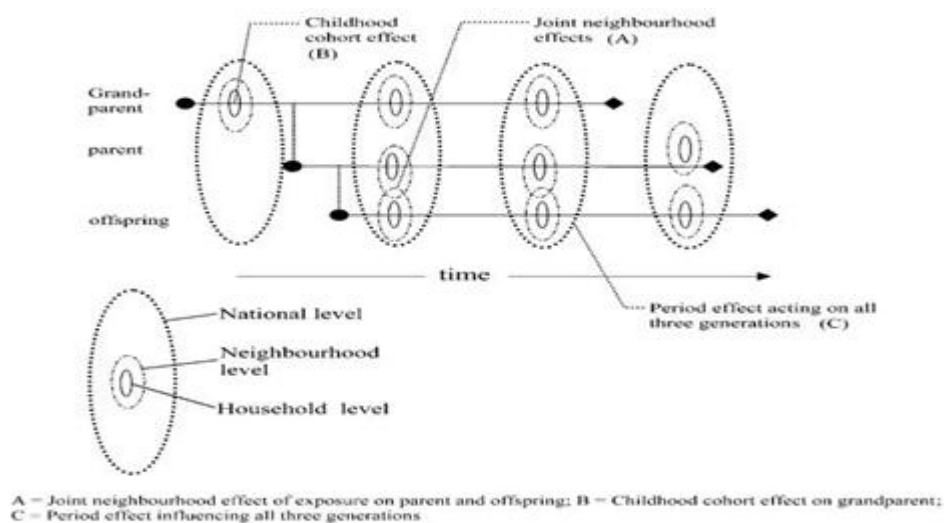 Childhood
cohort effect
(B)
Joint neighbourhood
effects (A)
Grand-
parent
parent
offspring
time
Period effect acting on all
three generations (C)
National level
Neighbourhood
level
Household level
A = Joint neighbourhood effect of exposure on parent and offspring; B = Childhood cohort effect on grandparent;
C = Period effect influencing all three generations